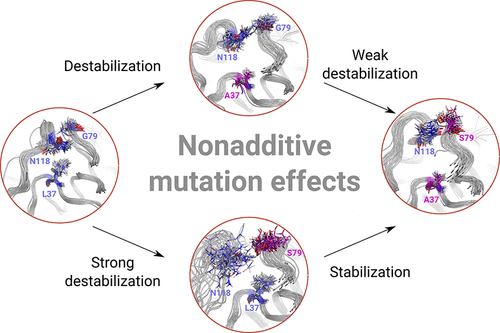 G79
N118
A37
Destabilization
Weak
destabilization
G79
N118
L37
Nonadditive
mutation effects
S79
N118
A37
Strong
destabilization
S79
N118
L37
Stabilization